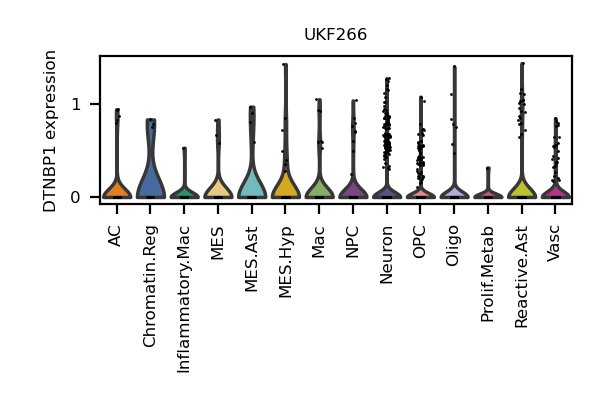 UKF266
DTNBP1 expression
1
0
AC
Chromatin.Reg
Inflammatory.Mac
MES
MES.Ast
MES.Hyp
Mac
NPC
Neuron
OPC
Oligo
Prolif.Metab
Reactive.Ast
Vasc